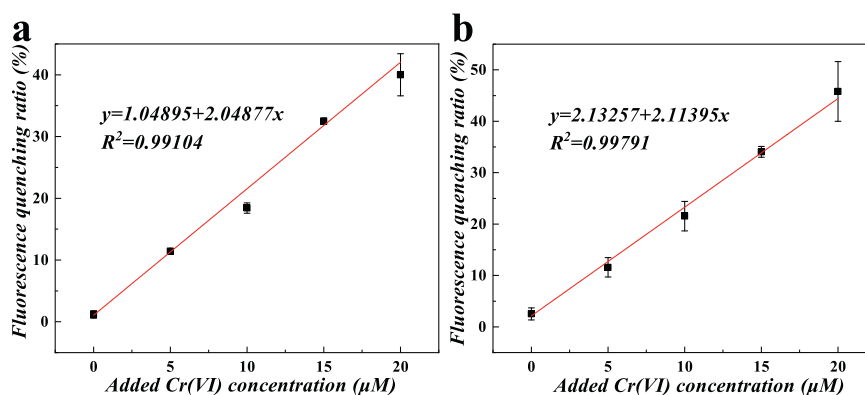 a
Fluorescence quenching ratio (%)
40
30
20
10
0
y=1.04895+2.04877x
R²=0.99104
0 5 10 15 20
Added Cr(VI) concentration (μM)
b
Fluorescence quenching ratio (%)
50
40
30
20
10
0
y=2.13257+2.11395x
R²=0.99791
0 5 10 15 20
Added Cr(VI) concentration (μM)